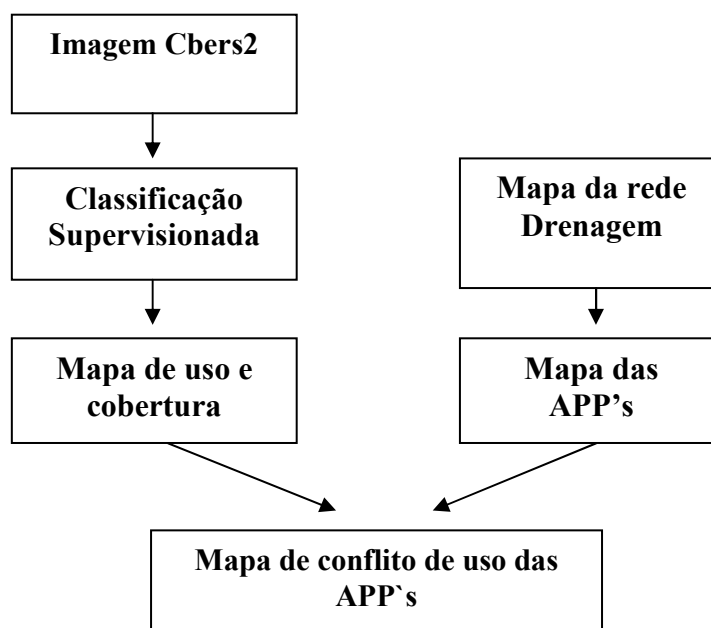 Imagem Cbers2
Classificação
Supervisionada
Mapa da rede
Drenagem
Mapa de uso e
cobertura
Mapa das
APP’s
Mapa de conflito de uso das
APP`s